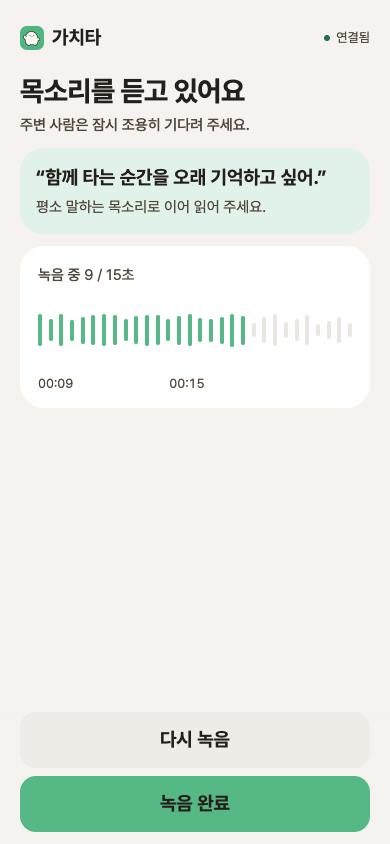 가치타
연결됨
목소리를 듣고 있어요
주변 사람은 잠시 조용히 기다려 주세요.
“함께 타는 순간을 오래 기억하고 싶어.”
평소 말하는 목소리로 이어 읽어 주세요.
녹음 중 9 / 15초
00:09 00:15
다시 녹음
녹음 완료